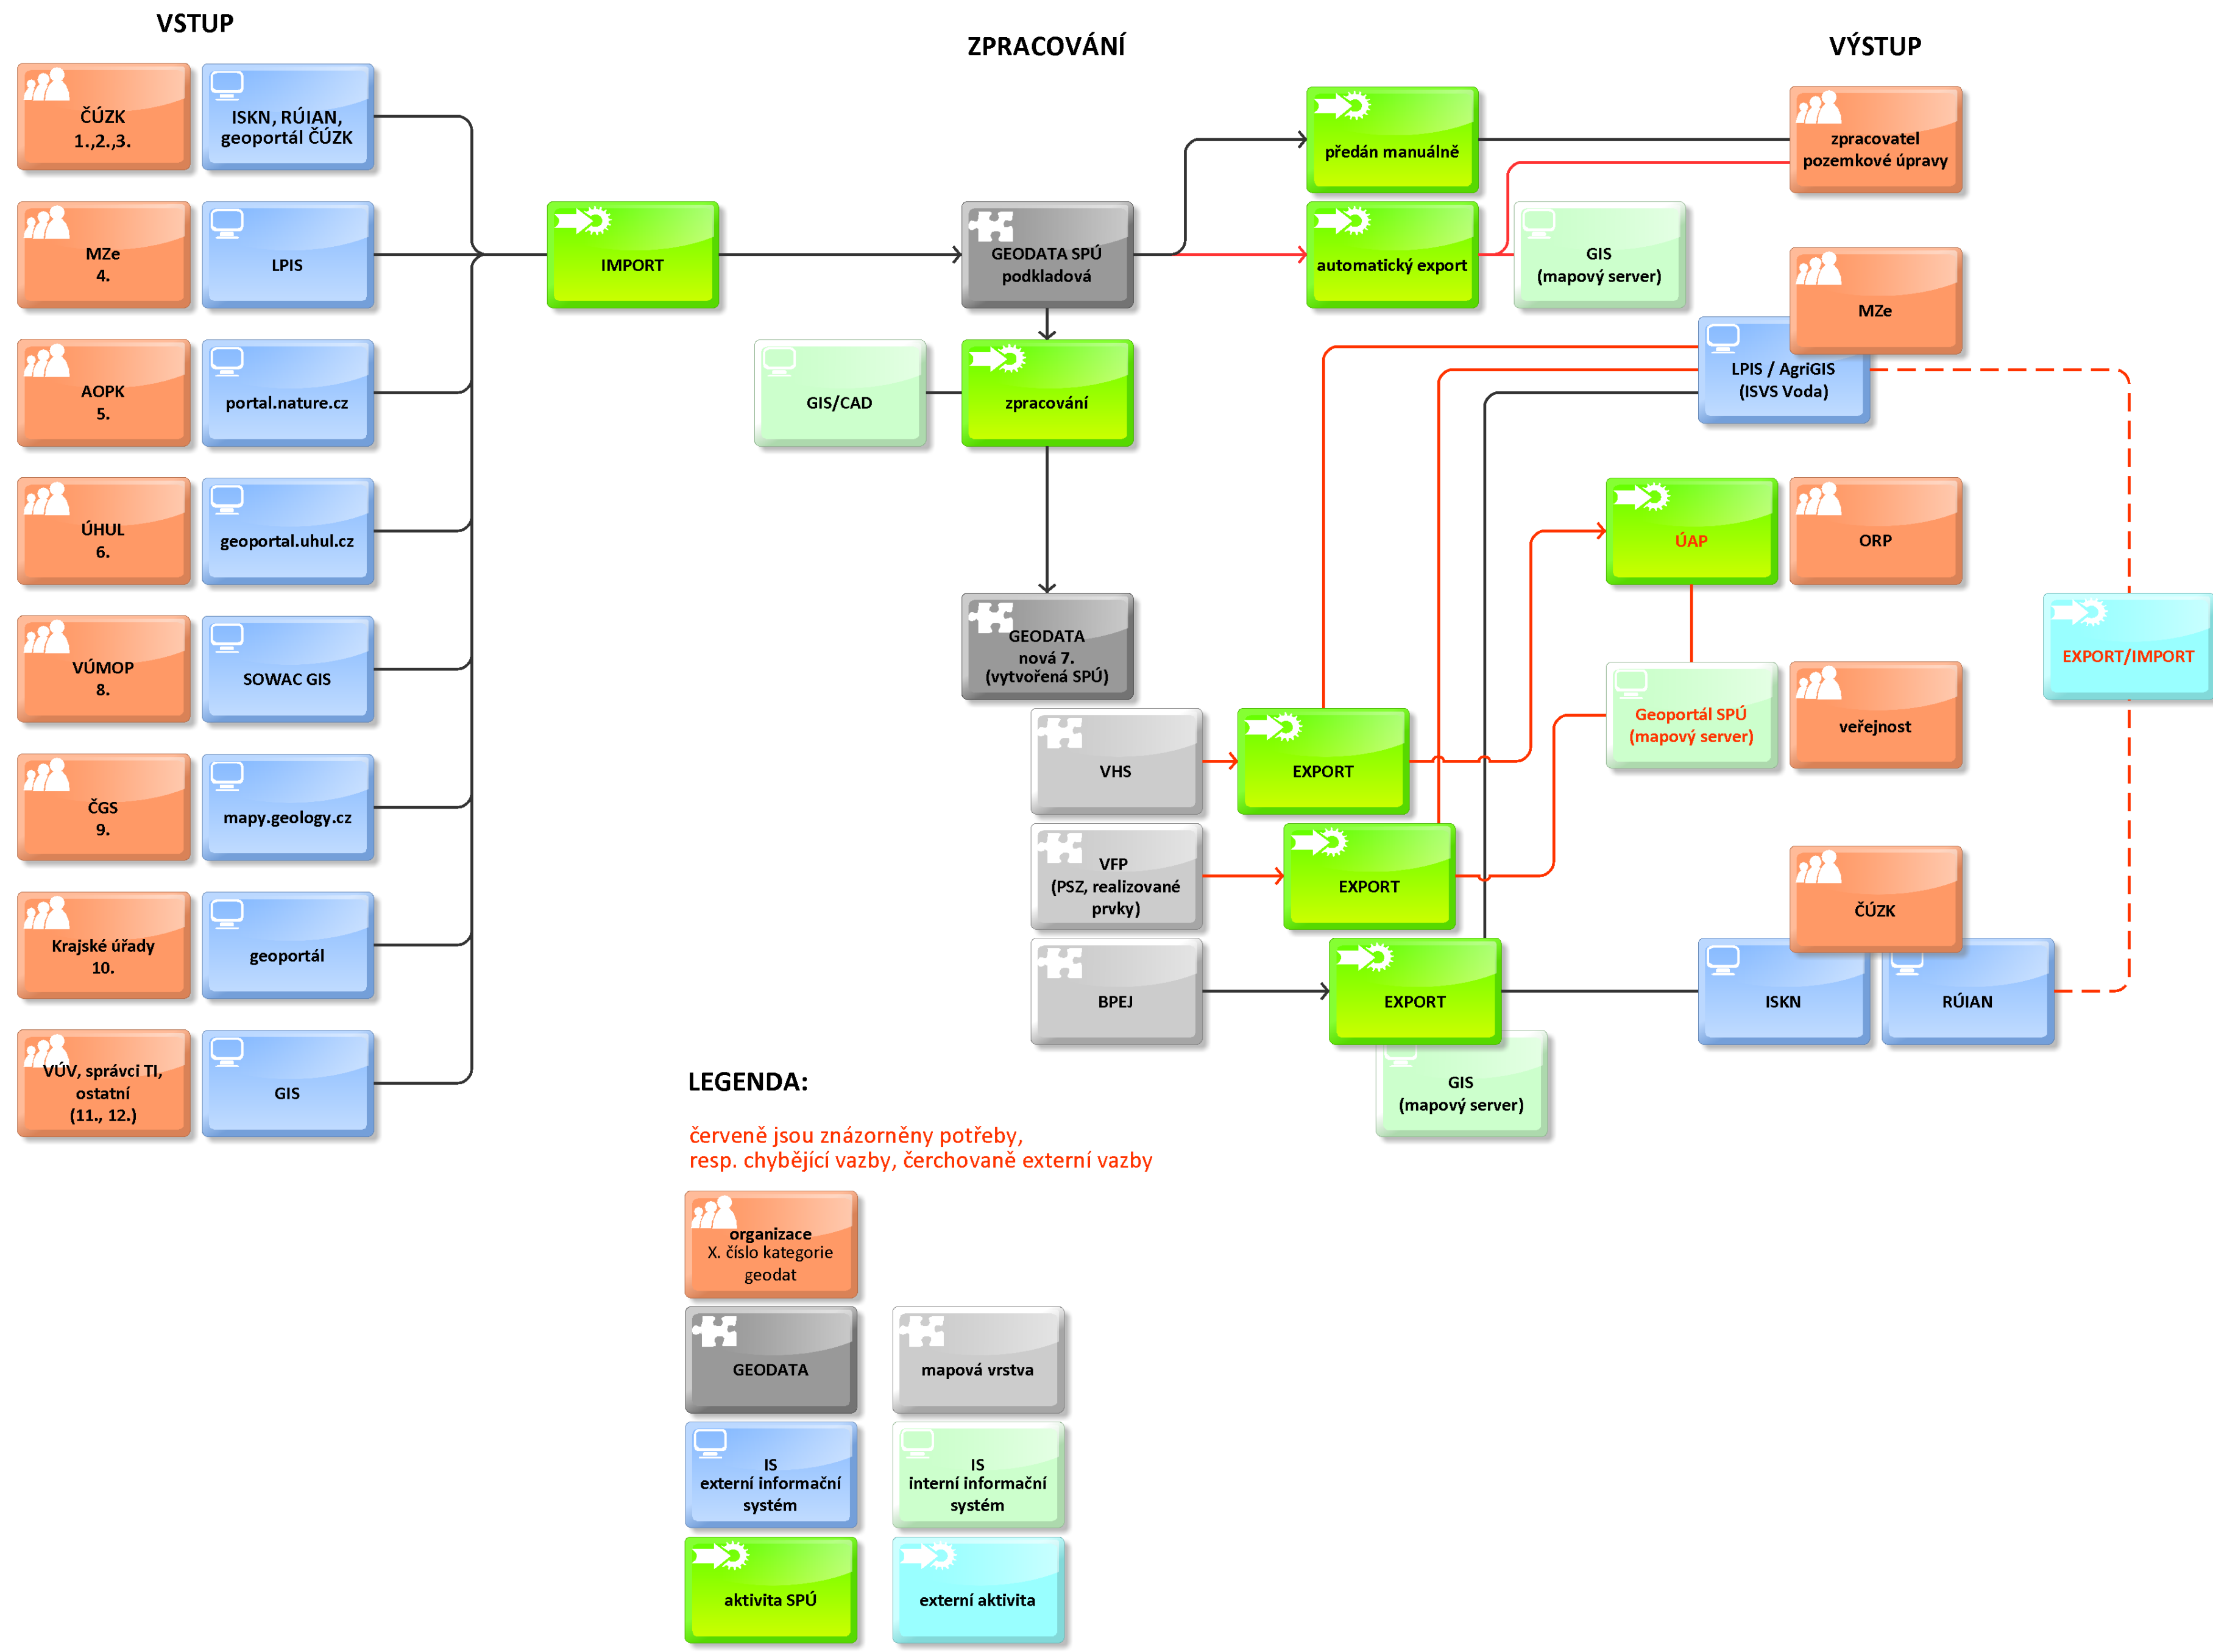 VSTUP
ZPRACOVÁNÍ
VÝSTUP
ČÚZK
1.,2.,3.
ISKN, RÚIAN,
geoportál ČÚZK
MZe
4.
LPIS
AOPK
5.
portal.nature.cz
ÚHUL
6.
geoportal.uhul.cz
VÚMOP
8.
SOWAC GIS
ČGS
9.
mapy.geology.cz
Krajské úřady
10.
geoportál
VÚV, správci TI,
ostatní
(11., 12.)
GIS
IMPORT
GEODATA SPÚ
podkladová
GIS/CAD
zpracování
GEODATA
nová 7.
(vytvořená SPÚ)
VHS
VFP
(PSZ, realizované
prvky)
BPEJ
předán manuálně
automatický export
GIS
(mapový server)
EXPORT
EXPORT
EXPORT
GIS
(mapový server)
zpracovatel
pozemkové úpravy
MZe
LPIS / AgriGIS
(ISVS Voda)
ÚAP
ORP
Geoportál SPÚ
(mapový server)
veřejnost
EXPORT/IMPORT
ČÚZK
ISKN
RÚIAN
LEGENDA:
červeně jsou znázorněny potřeby,
resp. chybějící vazby, čerchovaně externí vazby
organizace
X. číslo kategorie
geodat
GEODATA
mapová vrstva
IS
externí informační
systém
IS
interní informační
systém
aktivita SPÚ
externí aktivita